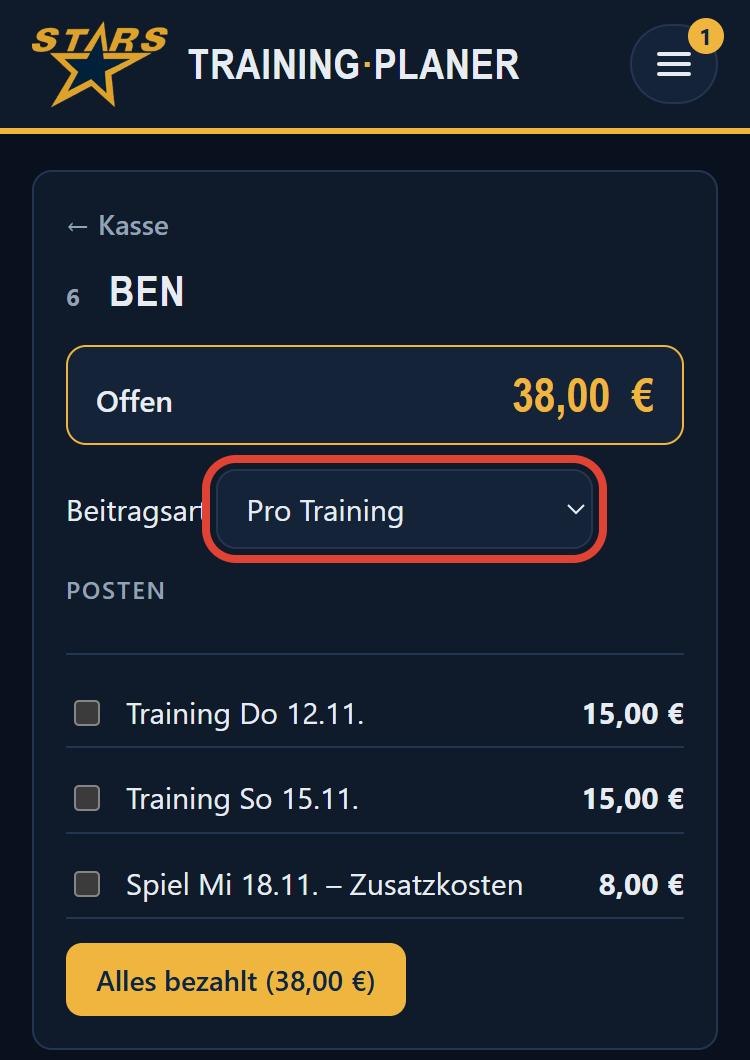 STARS
TRAINING·PLANER
1
← Kasse
6 BEN
Offen 38,00 €
Beitragsart Pro Training
POSTEN
Training Do 12.11. 15,00 €
Training So 15.11. 15,00 €
Spiel Mi 18.11. – Zusatzkosten 8,00 €
Alles bezahlt (38,00 €)